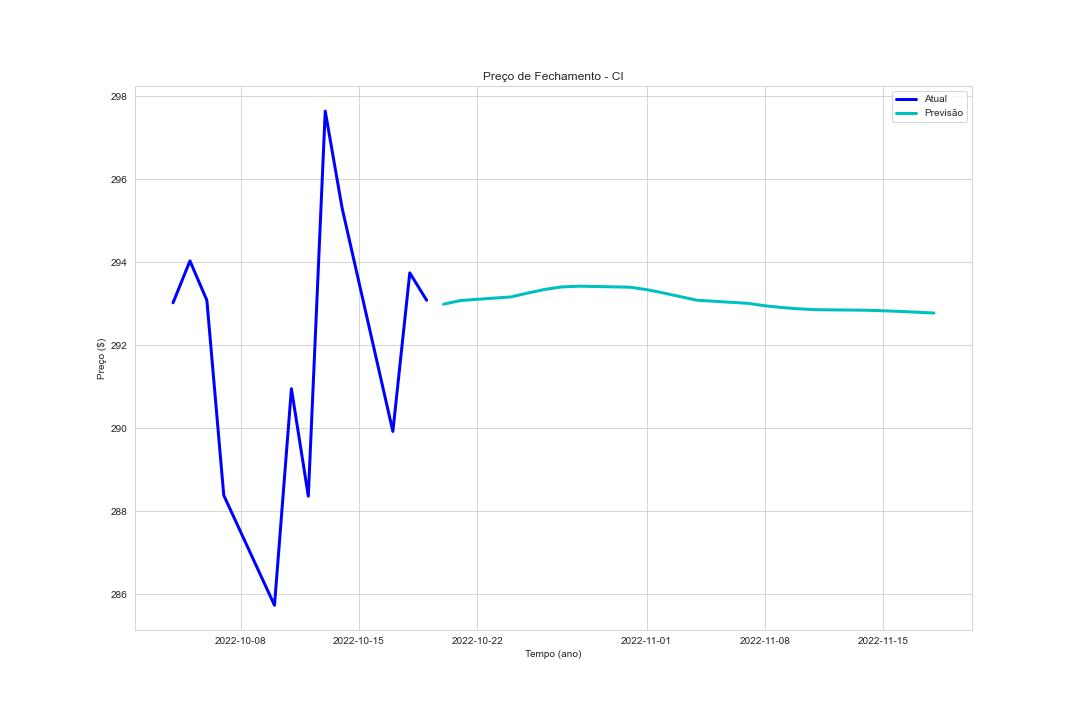 Preço de Fechamento - CI
Atual
Previsão
298
296
294
292
290
288
286
Preço ($)
2022-10-08
2022-10-15
2022-10-22
2022-11-01
2022-11-08
2022-11-15
Tempo (ano)